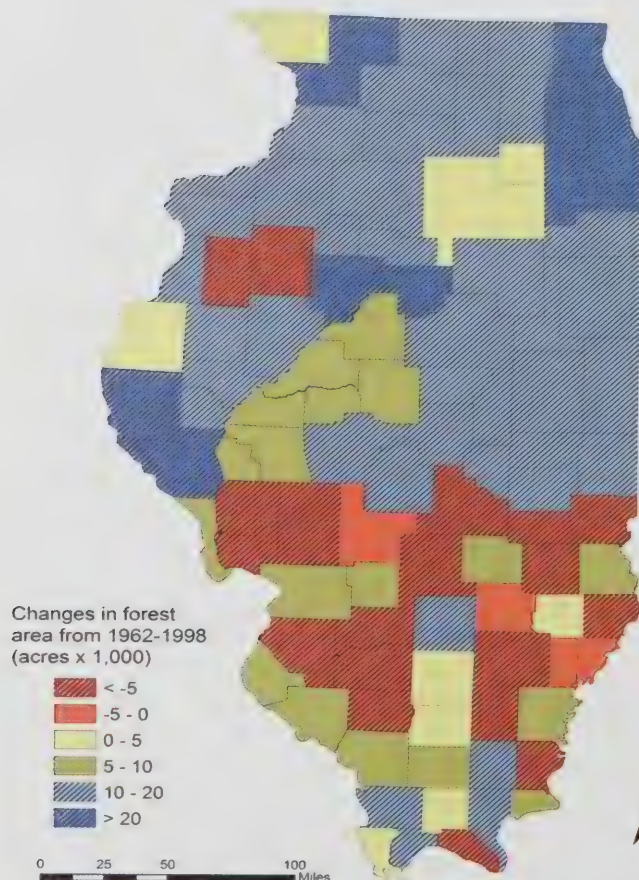 Changes in forest
area from 1962-1998
(acres x 1,000)
< -5
-5 - 0
0 - 5
5 - 10
10 - 20
> 20
0 25 50 100
Miles